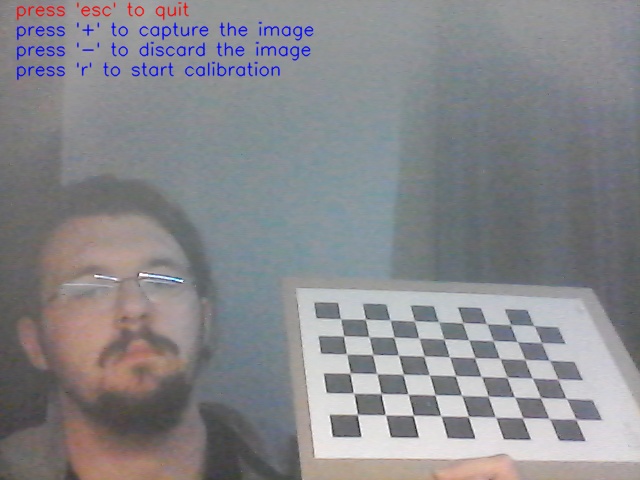 press 'esc' to quit
press '+' to capture the image
press '-' to discard the image
press 'r' to start calibration